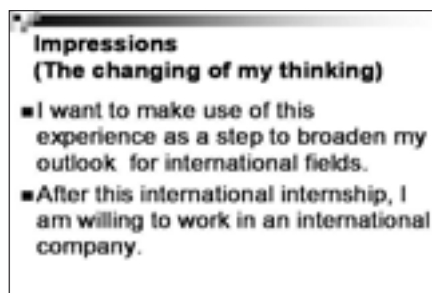 Impressions
(The changing of my thinking)
■I want to make use of this
experience as a step to broaden my
outlook for international fields.
■After this international internship, I
am willing to work in an international
company.